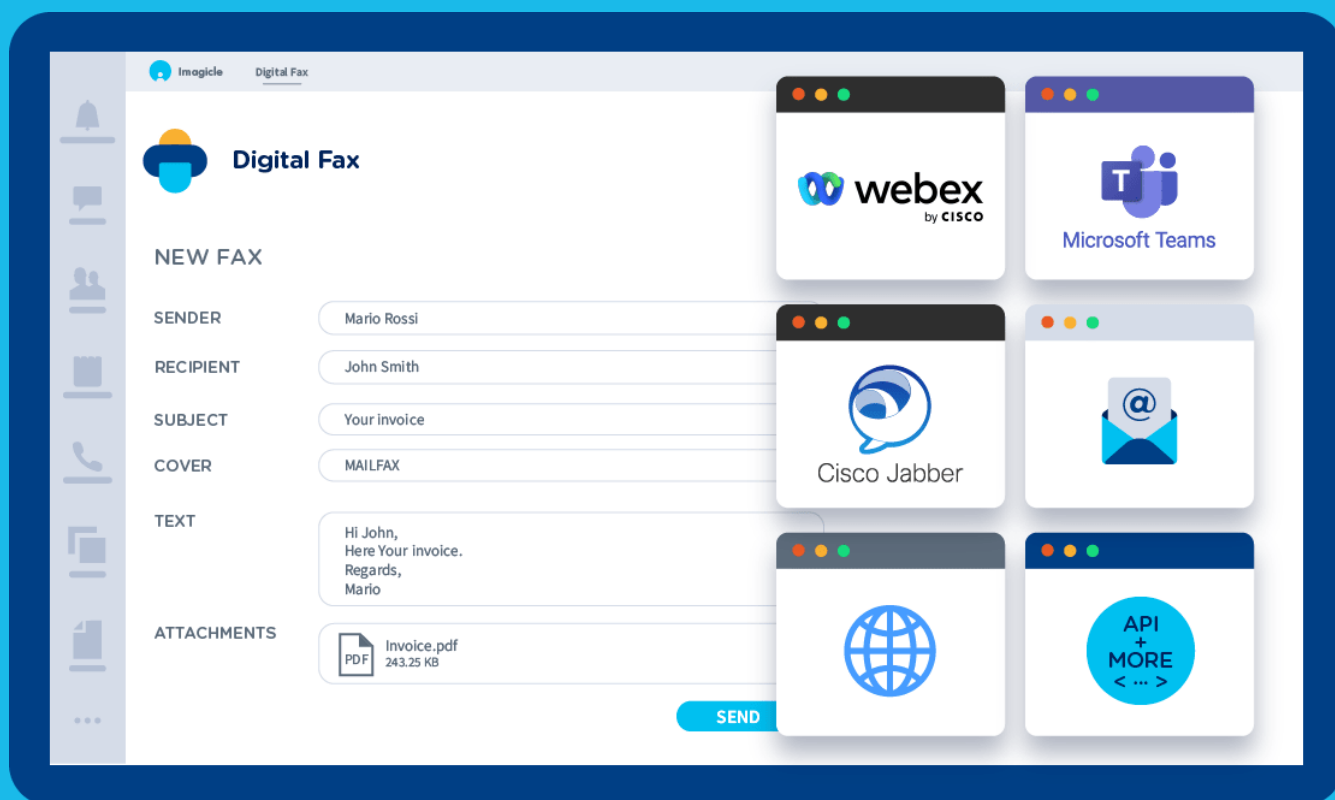 Imagicle
Digital Fax
Digital Fax
NEW FAX
SENDER
Mario Rossi
RECIPIENT
John Smith
SUBJECT
Your invoice
COVER
MAILFAX
TEXT
Hi John,
Here Your invoice.
Regards,
Mario
ATTACHMENTS
PDF
Invoice.pdf
243.25 KB
SEND
webex
by CISCO
T
Microsoft Teams
Cisco Jabber
@
API
+
MORE
< ... >